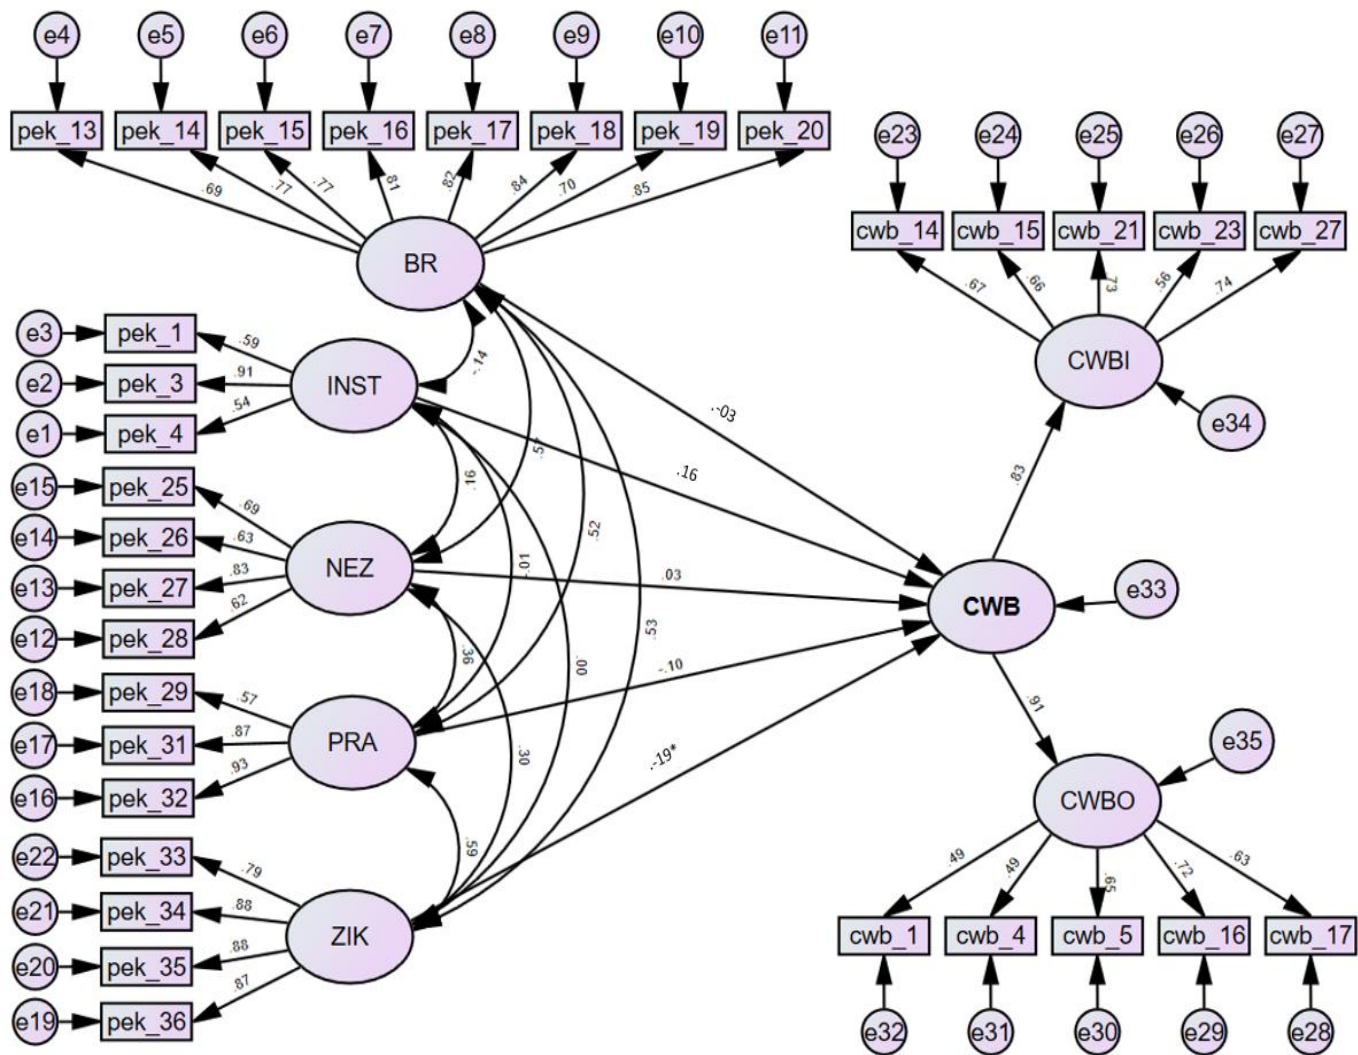 e4 e5 e6 e7 e8 e9 e10 e11
pek_13 pek_14 pek_15 pek_16 pek_17 pek_18 pek_19 pek_20
.69 .77 .77 .81 .82 .84 .70 .85
BR
e23 e24 e25 e26 e27
cwb_14 cwb_15 cwb_21 cwb_23 cwb_27
.67 .66 .73 .56 .74
CWBI
e34
e3 pek_1 .59
e2 pek_3 .91 INST
e1 pek_4 .54
-.14
.-03
.16
.83
e15 pek_25 .69
e14 pek_26 .63
e13 pek_27 .83 NEZ
e12 pek_28 .62
.16
.52
.03
CWB
e33
e18 pek_29 .57
e17 pek_31 .87 PRA
e16 pek_32 .93
.36
.00
.53
-.10
.30
.-19*
.91
e35
CWBO
e22 pek_33 .79
e21 pek_34 .88
e20 pek_35 .88 ZIK
e19 pek_36 .87
.59
.49 .49 .65 .72 .63
cwb_1 cwb_4 cwb_5 cwb_16 cwb_17
e32 e31 e30 e29 e28